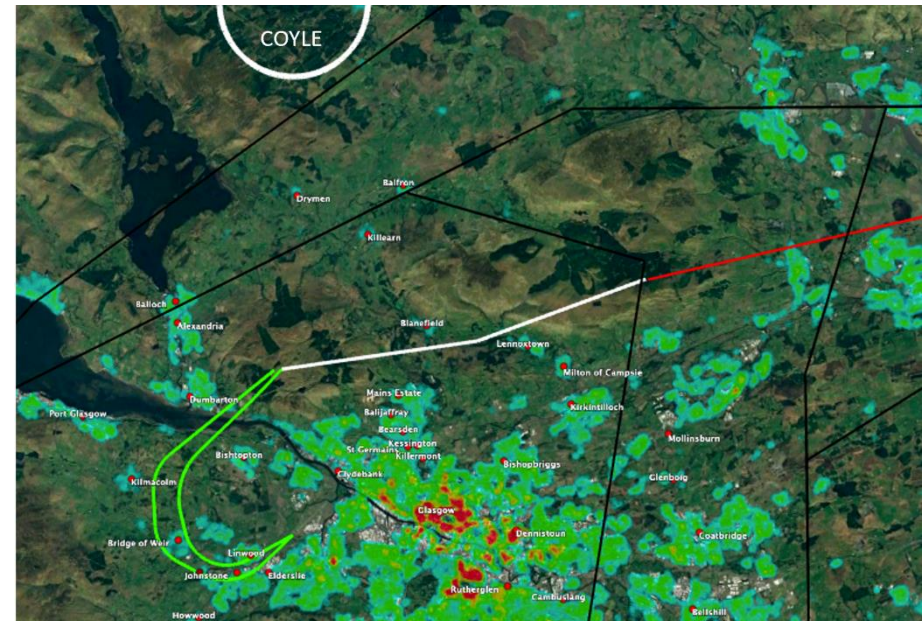 COYLE
Drymen
Balfron
Killearn
Balloch
Alexandria
Blanefield
Lennoxtown
Milton of Campsie
Dumbarton
Mains Estate
Kirkintilloch
Port Glasgow
Baljaffray
Bearsden
Mollinsburn
Kessington
St Germains
Killermont
Bishopton
Bishopbriggs
Clydebank
Glenboig
Kilmacolm
Glasgow
Dennistoun
Coatbridge
Bridge of Weir
Linwood
Johnstone
Elderslie
Rutherglen
Cambuslang
Howwood
Bellshill